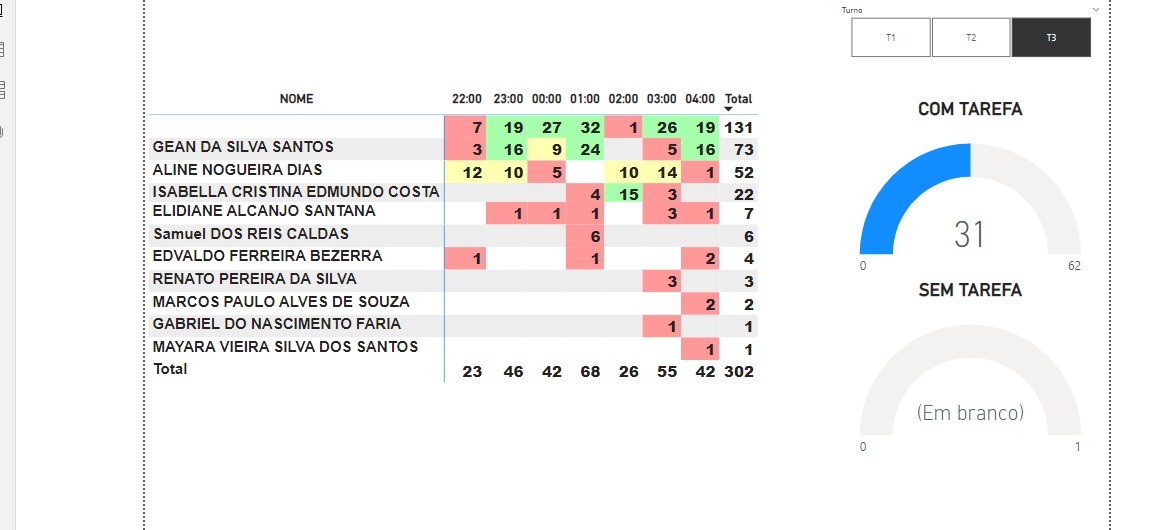 Turno
T1 T2 T3
NOME 22:00 23:00 00:00 01:00 02:00 03:00 04:00 Total
7 19 27 32 1 26 19 131
GEAN DA SILVA SANTOS 3 16 9 24 5 16 73
ALINE NOGUEIRA DIAS 12 10 5 10 14 1 52
ISABELLA CRISTINA EDMUNDO COSTA 4 15 3 22
ELIDIANE ALCANJO SANTANA 1 1 1 3 1 7
Samuel DOS REIS CALDAS 6 6
EDVALDO FERREIRA BEZERRA 1 1 2 4
RENATO PEREIRA DA SILVA 3 3
MARCOS PAULO ALVES DE SOUZA 2 2
GABRIEL DO NASCIMENTO FARIA 1 1
MAYARA VIEIRA SILVA DOS SANTOS 1 1
Total 23 46 42 68 26 55 42 302
COM TAREFA
31
0 62
SEM TAREFA
(Em branco)
0 1